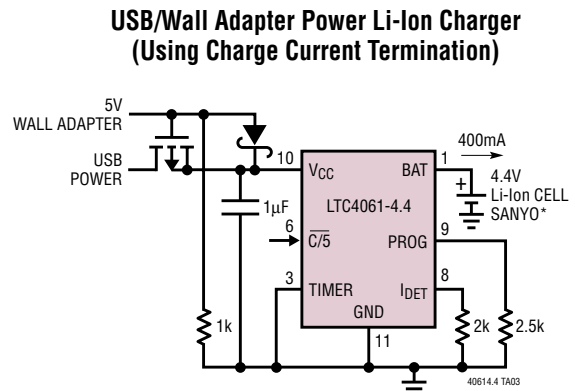 USB/Wall Adapter Power Li-Ion Charger
(Using Charge Current Termination)
5V
WALL ADAPTER
USB
POWER
10
VCC
BAT
1
400mA
4.4V
Li-Ion CELL
SANYO*
+
1µF
LTC4061-4.4
6
C/5
PROG
9
3
TIMER
IDET
8
GND
11
1k
2k
2.5k
40614.4 TA03